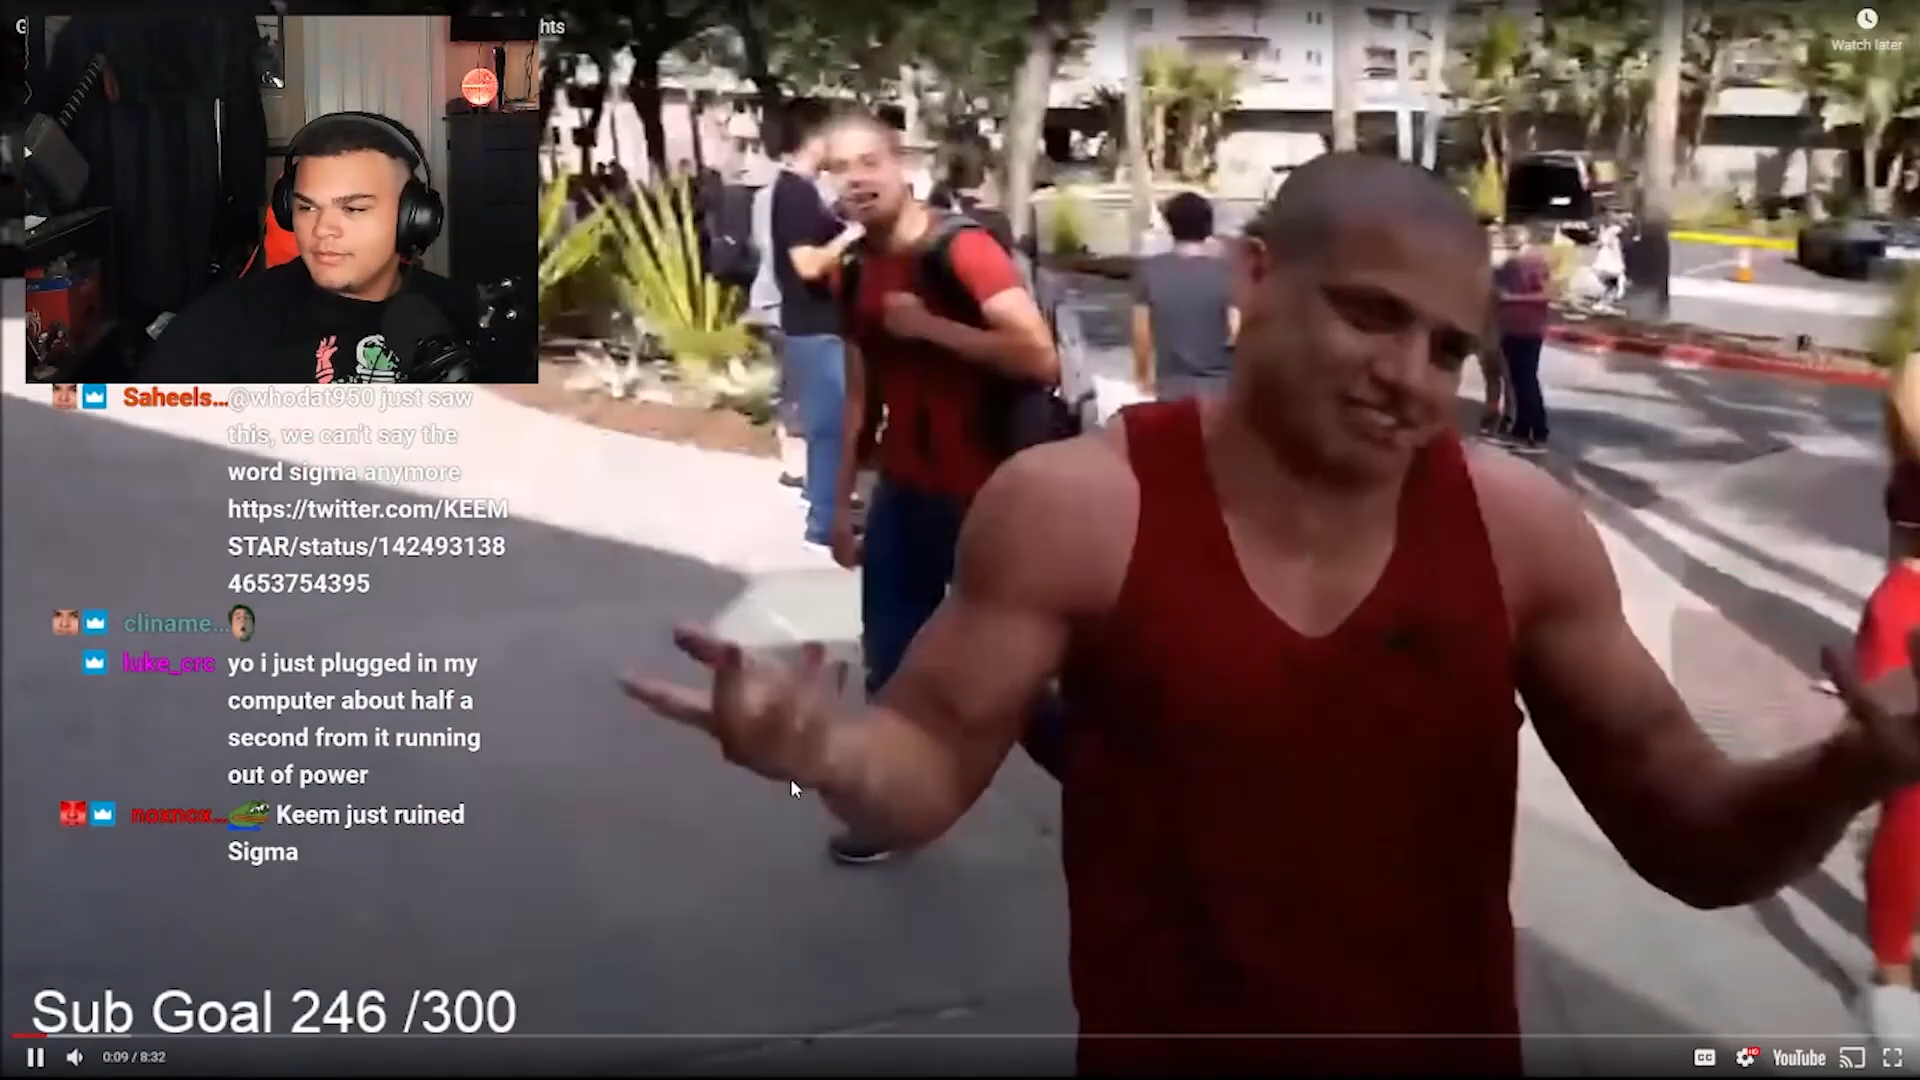 G
hts
Watch later
Saheels...@whodat950 just saw
this, we can't say the
word sigma anymore
https://twitter.com/KEEM
STAR/status/142493138
4653754395
cliname...
luke_crc yo i just plugged in my
computer about half a
second from it running
out of power
noxnox... Keem just ruined
Sigma
Sub Goal 246 /300
0:09 / 8:32
CC
HD
YouTube